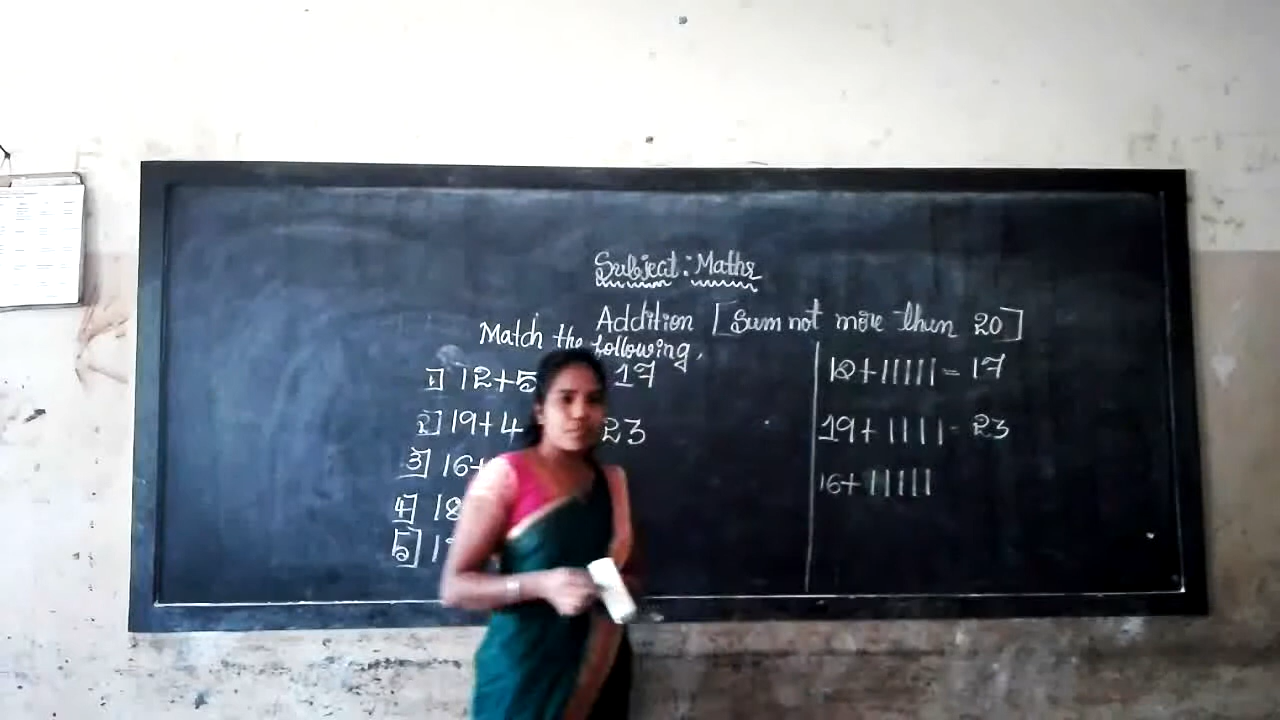 Subject: Maths
Addition [Sum not more than 20]
Match the following,
1] 12+5 17
2] 19+4 23
3] 16+
4] 18
5] 1
12+11111 = 17
19+1111 = 23
16+11111